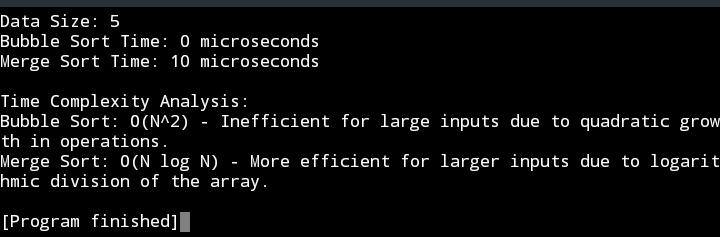 Data Size: 5
Bubble Sort Time: 0 microseconds
Merge Sort Time: 10 microseconds
Time Complexity Analysis:
Bubble Sort: O(N^2) - Inefficient for large inputs due to quadratic grow
th in operations.
Merge Sort: O(N log N) - More efficient for larger inputs due to logarit
hmic division of the array.
[Program finished]